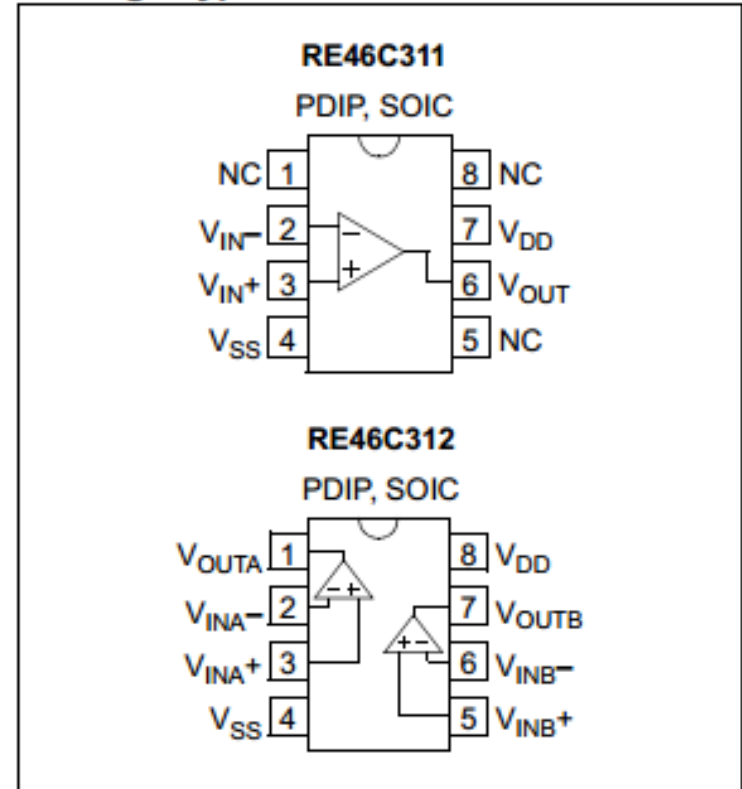 RE46C311
PDIP, SOIC
NC 1 8 NC
VIN– 2 – 7 VDD
VIN+ 3 + 6 VOUT
VSS 4 5 NC
RE46C312
PDIP, SOIC
VOUTA 1 8 VDD
VINA– 2 – + 7 VOUTB
VINA+ 3 + – 6 VINB–
VSS 4 5 VINB+